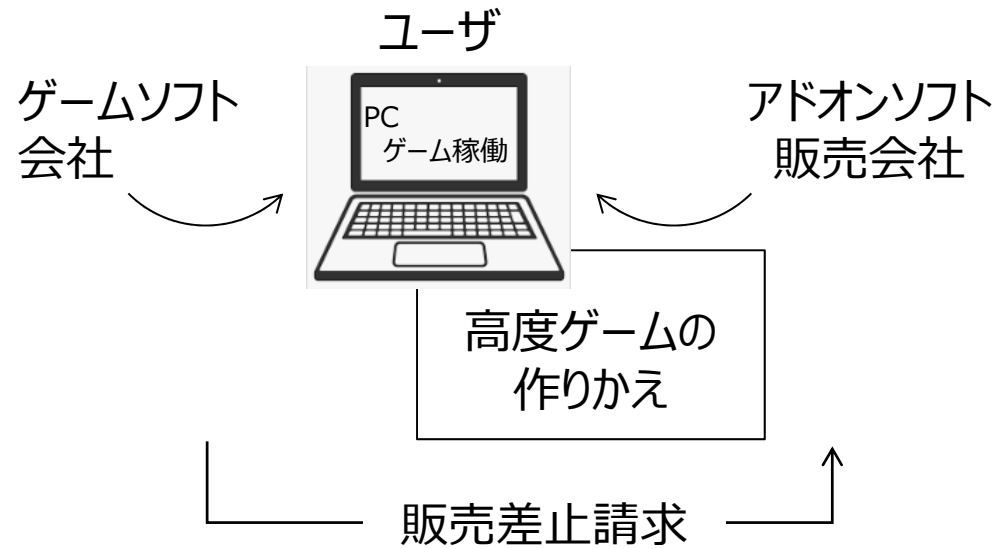 ユーザ
ゲームソフト
会社
PC
ゲーム稼働
アドオンソフト
販売会社
高度ゲームの
作りかえ
販売差止請求